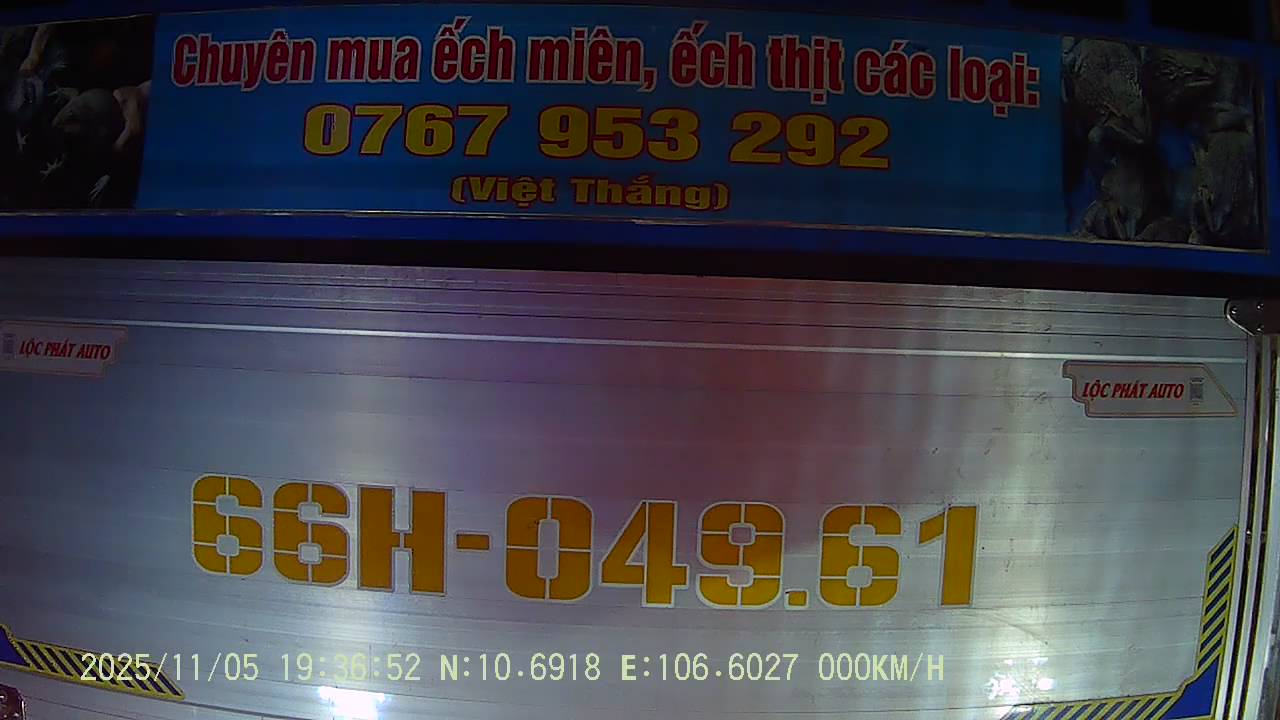 Chuyên mua ếch miên, ếch thịt các loại:
0767 953 292
(Việt Thắng)
LỘC PHÁT AUTO
LỘC PHÁT AUTO
66H-049.61
2025/11/05 19:36:52 N:10.6918 E:106.6027 000KM/H